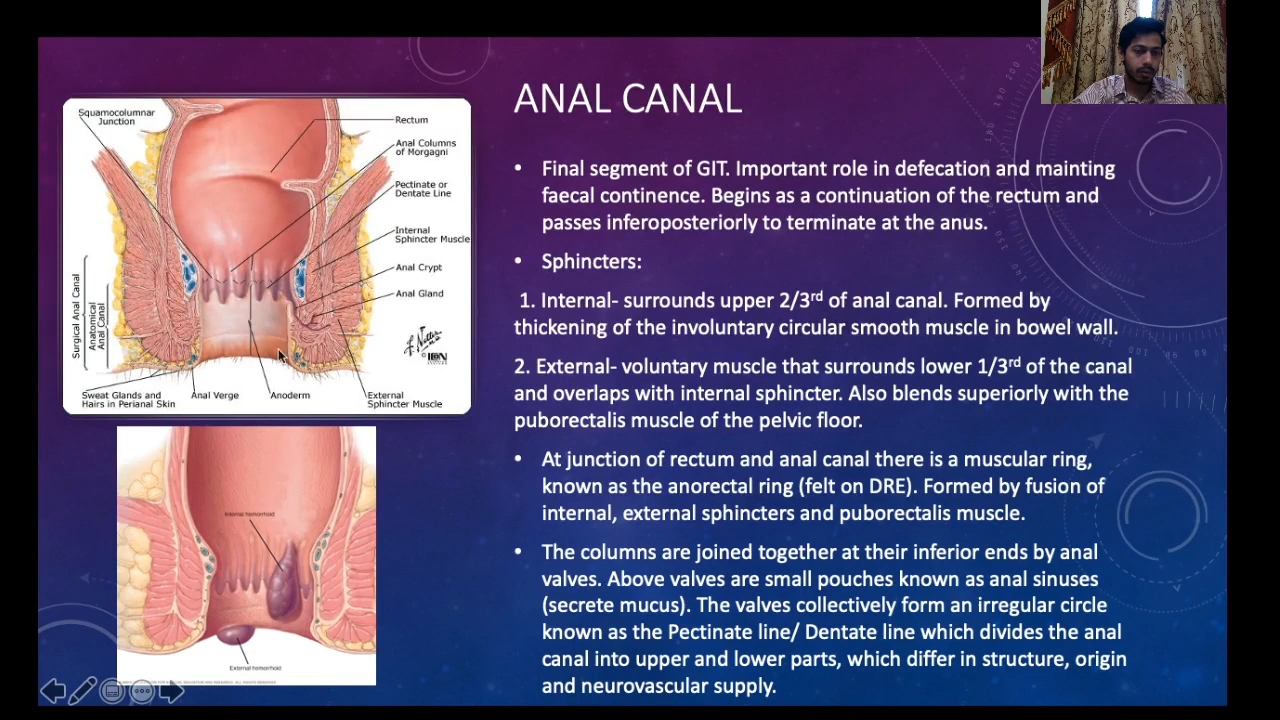 ANAL CANAL
• Final segment of GIT. Important role in defecation and mainting
faecal continence. Begins as a continuation of the rectum and
passes inferoposteriorly to terminate at the anus.
• Sphincters:
1. Internal- surrounds upper 2/3rd of anal canal. Formed by
thickening of the involuntary circular smooth muscle in bowel wall.
2. External- voluntary muscle that surrounds lower 1/3rd of the canal
and overlaps with internal sphincter. Also blends superiorly with the
puborectalis muscle of the pelvic floor.
• At junction of rectum and anal canal there is a muscular ring,
known as the anorectal ring (felt on DRE). Formed by fusion of
internal, external sphincters and puborectalis muscle.
• The columns are joined together at their inferior ends by anal
valves. Above valves are small pouches known as anal sinuses
(secrete mucus). The valves collectively form an irregular circle
known as the Pectinate line/ Dentate line which divides the anal
canal into upper and lower parts, which differ in structure, origin
and neurovascular supply.
Squamocolumnar
Junction
Rectum
Anal Columns
of Morgagni
Pectinate or
Dentate Line
Internal
Sphincter Muscle
Anal Crypt
Anal Gland
Surgical Anal Canal
Anatomical
Anal Canal
Sweat Glands and
Hairs in Perianal Skin
Anal Verge
Anoderm
External
Sphincter Muscle
Internal hemorrhoid
External hemorrhoid